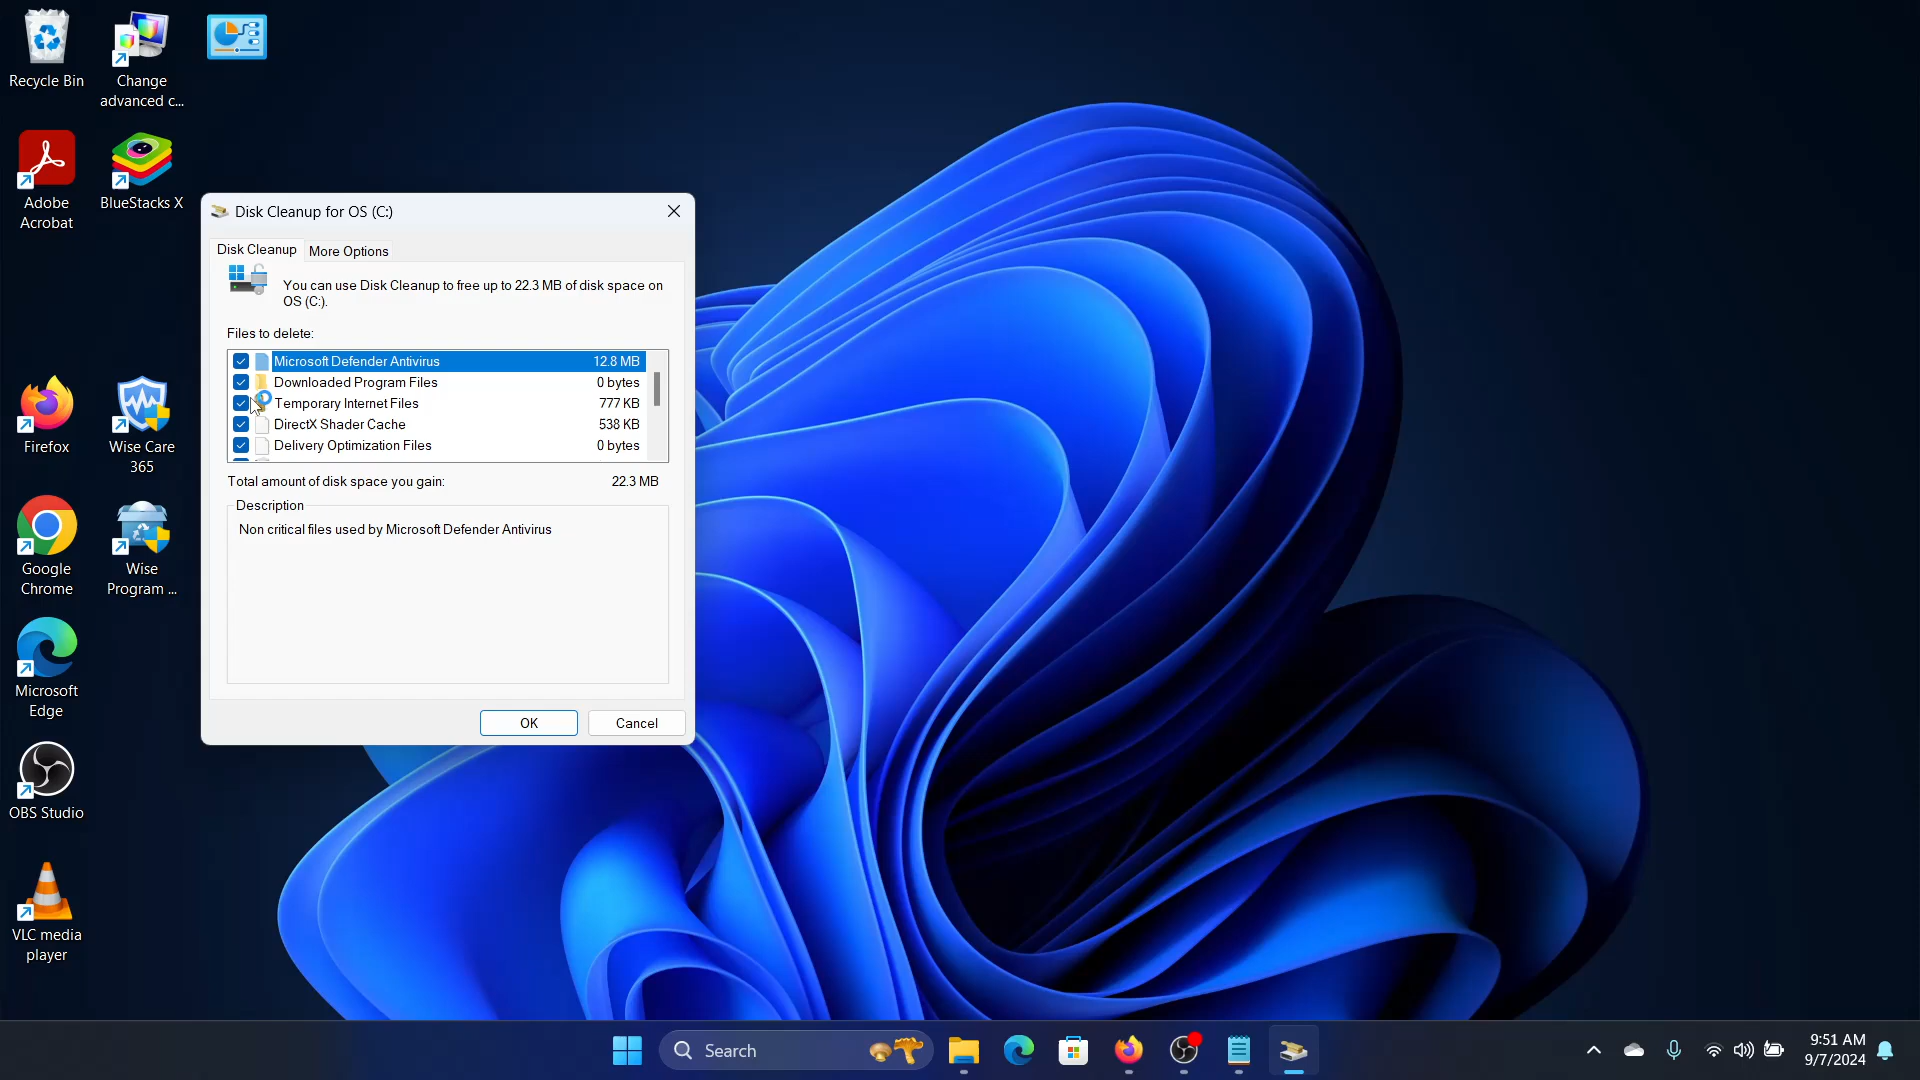 Recycle Bin
Change
advanced c...
Adobe
Acrobat
BlueStacks X
Firefox
Wise Care
365
Google
Chrome
Wise
Program ...
Microsoft
Edge
OBS Studio
VLC media
player
Disk Cleanup for OS (C:)
Disk Cleanup
More Options
You can use Disk Cleanup to free up to 22.3 MB of disk space on
OS (C:).
Files to delete:
Microsoft Defender Antivirus 12.8 MB
Downloaded Program Files 0 bytes
Temporary Internet Files 777 KB
DirectX Shader Cache 538 KB
Delivery Optimization Files 0 bytes
Total amount of disk space you gain: 22.3 MB
Description
Non critical files used by Microsoft Defender Antivirus
OK
Cancel
Search
9:51 AM
9/7/2024